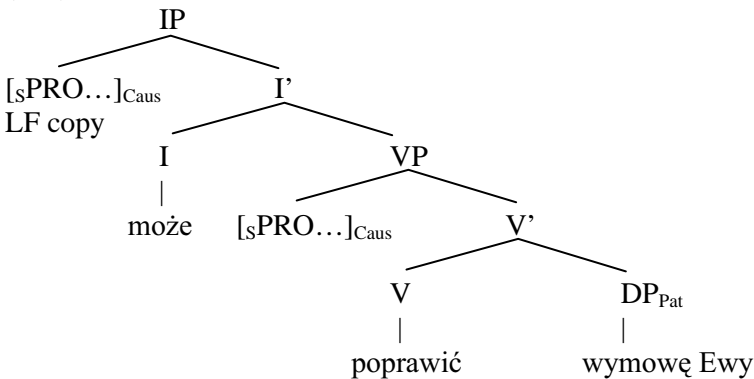 IP
[SPRO…]Caus I’
LF copy
I VP
może [SPRO…]Caus V’
V DPPat
poprawić wymowę Ewy